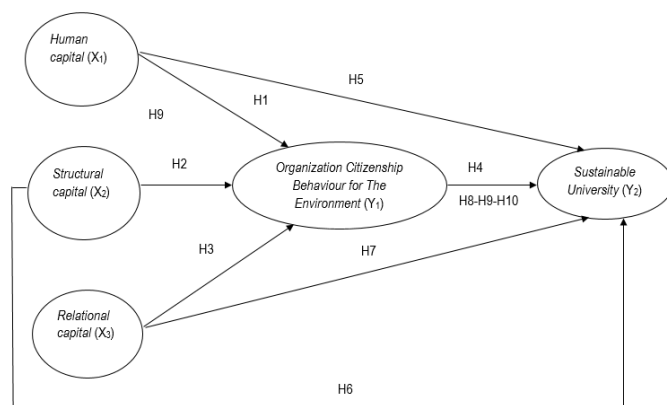 Human
capital (X1)
H5
H9
H1
Structural
capital (X2)
H2
Organization Citizenship
Behaviour for The
Environment (Y1)
H4
H8-H9-H10
Sustainable
University (Y2)
H3
H7
Relational
capital (X3)
H6